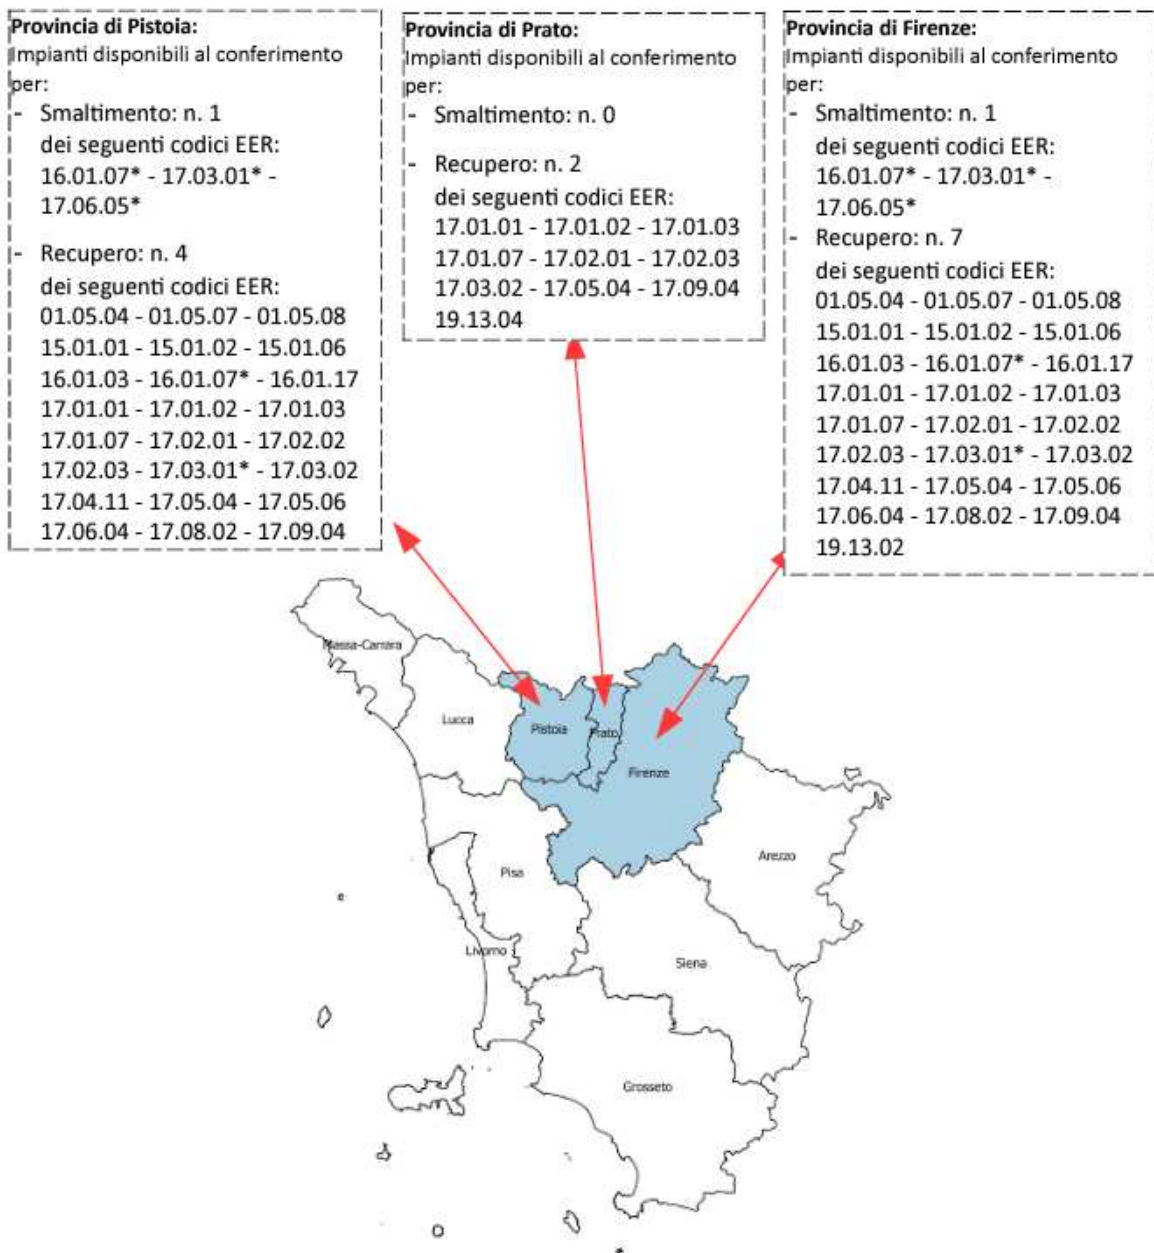 Provincia di Pistoia:
Impianti disponibili al conferimento
per:
- Smaltimento: n. 1
dei seguenti codici EER:
16.01.07* - 17.03.01* -
17.06.05*
- Recupero: n. 4
dei seguenti codici EER:
01.05.04 - 01.05.07 - 01.05.08
15.01.01 - 15.01.02 - 15.01.06
16.01.03 - 16.01.07* - 16.01.17
17.01.01 - 17.01.02 - 17.01.03
17.01.07 - 17.02.01 - 17.02.02
17.02.03 - 17.03.01* - 17.03.02
17.04.11 - 17.05.04 - 17.05.06
17.06.04 - 17.08.02 - 17.09.04
Provincia di Prato:
Impianti disponibili al conferimento
per:
- Smaltimento: n. 0
- Recupero: n. 2
dei seguenti codici EER:
17.01.01 - 17.01.02 - 17.01.03
17.01.07 - 17.02.01 - 17.02.03
17.03.02 - 17.05.04 - 17.09.04
19.13.04
Provincia di Firenze:
Impianti disponibili al conferimento
per:
- Smaltimento: n. 1
dei seguenti codici EER:
16.01.07* - 17.03.01* -
17.06.05*
- Recupero: n. 7
dei seguenti codici EER:
01.05.04 - 01.05.07 - 01.05.08
15.01.01 - 15.01.02 - 15.01.06
16.01.03 - 16.01.07* - 16.01.17
17.01.01 - 17.01.02 - 17.01.03
17.01.07 - 17.02.01 - 17.02.02
17.02.03 - 17.03.01* - 17.03.02
17.04.11 - 17.05.04 - 17.05.06
17.06.04 - 17.08.02 - 17.09.04
19.13.02
Massa-Carrara
Lucca
Pistoia
Prato
Firenze
Arezzo
Pisa
Livorno
Siena
Grosseto